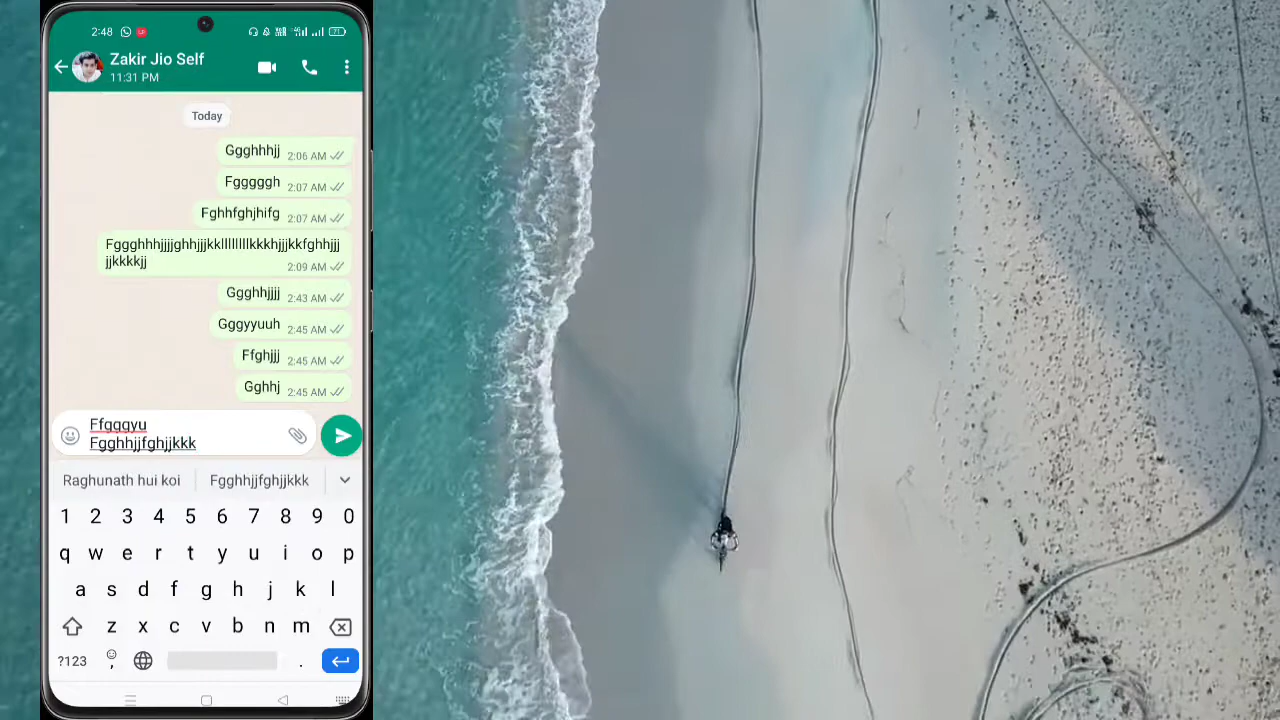 2:48
Zakir Jio Self
11:31 PM
Today
Ggghhhjj 2:06 AM
Fgggggh 2:07 AM
Fghhfghjhifg 2:07 AM
Fggghhhjjjjghhjjjkklllllllllkkkhjjjkkfghhjjj
jjkkkkjj
2:09 AM
Ggghhjjjj 2:43 AM
Gggyyuuh 2:45 AM
Ffghjjj 2:45 AM
Gghhj 2:45 AM
Ffgggyu
Fgghhjjfghjjkkk
Raghunath hui koi Fgghhjjfghjjkkk
1 2 3 4 5 6 7 8 9 0
q w e r t y u i o p
a s d f g h j k l
z x c v b n m
?123 , .